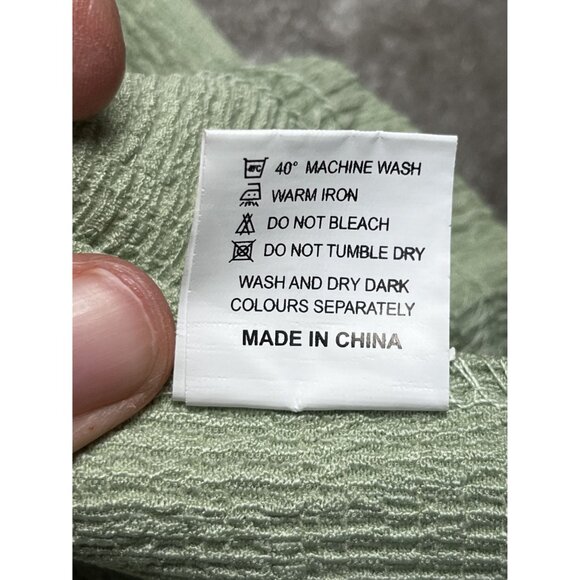 40° MACHINE WASH
WARM IRON
DO NOT BLEACH
DO NOT TUMBLE DRY
WASH AND DRY DARK
COLOURS SEPARATELY
MADE IN CHINA